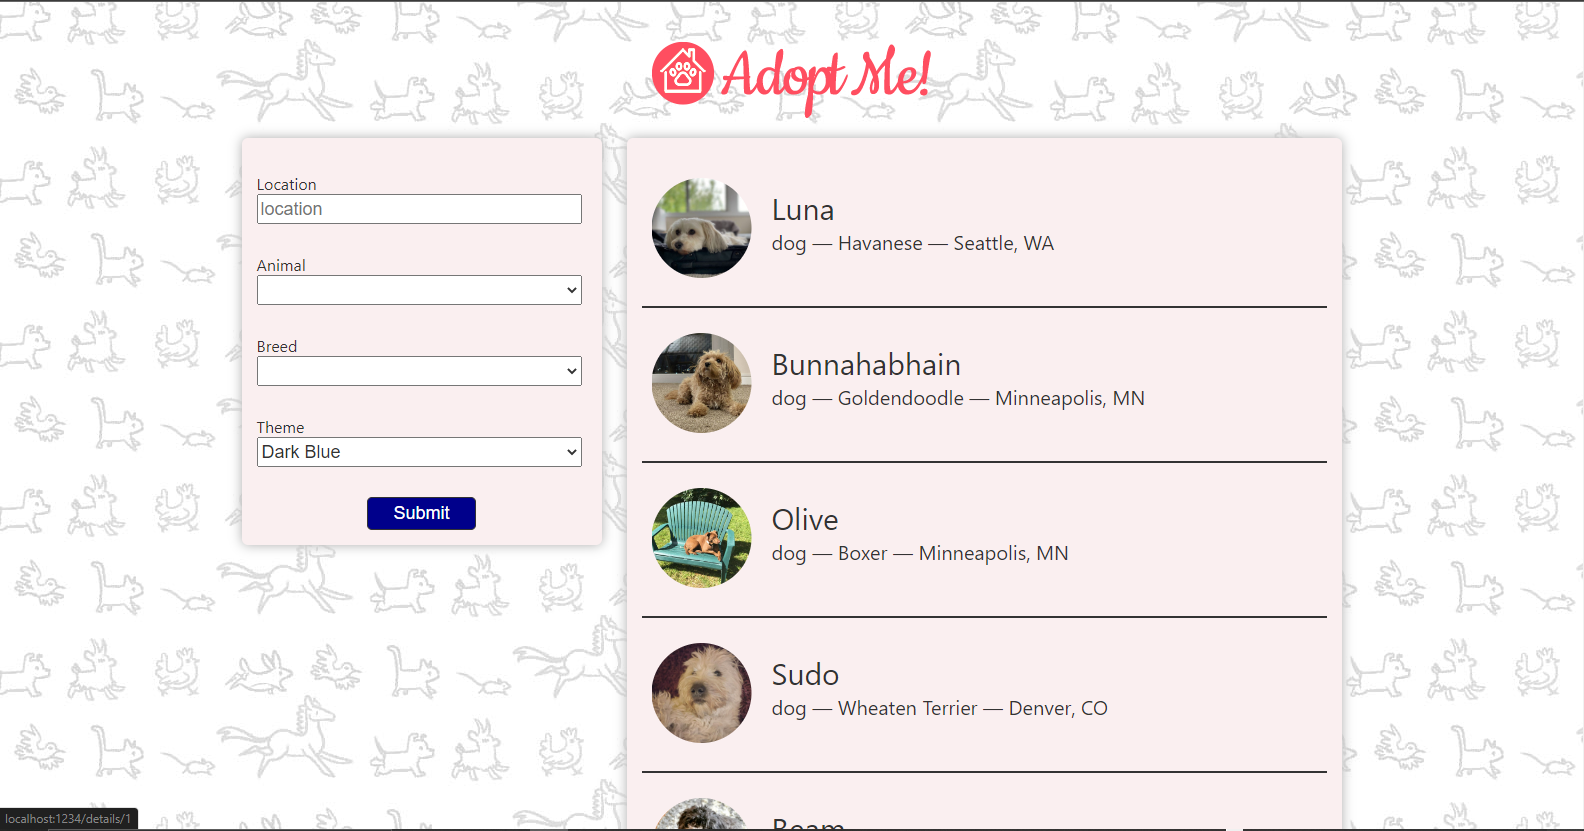 Adopt Me!
Location
location
Animal
Breed
Theme
Dark Blue
Submit
Luna
dog — Havanese — Seattle, WA
Bunnahabhain
dog — Goldendoodle — Minneapolis, MN
Olive
dog — Boxer — Minneapolis, MN
Sudo
dog — Wheaten Terrier — Denver, CO
localhost:1234/details/1